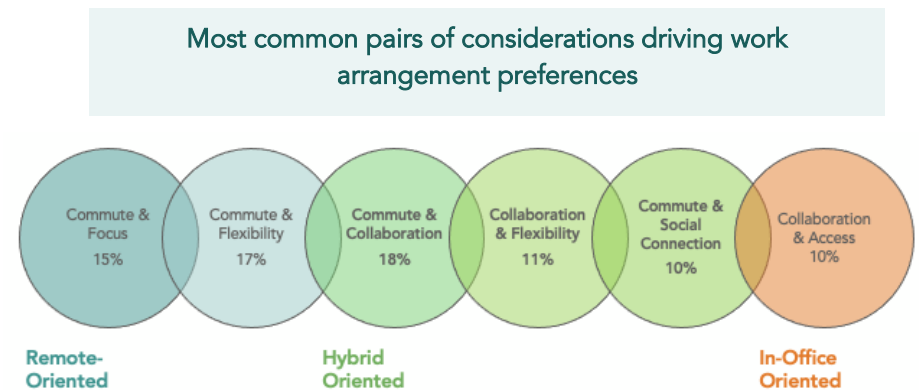 Most common pairs of considerations driving work
arrangement preferences
Commute &
Focus
15%
Commute &
Flexibility
17%
Commute &
Collaboration
18%
Collaboration
& Flexibility
11%
Commute &
Social
Connection
10%
Collaboration
& Access
10%
Remote-
Oriented
Hybrid
Oriented
In-Office
Oriented